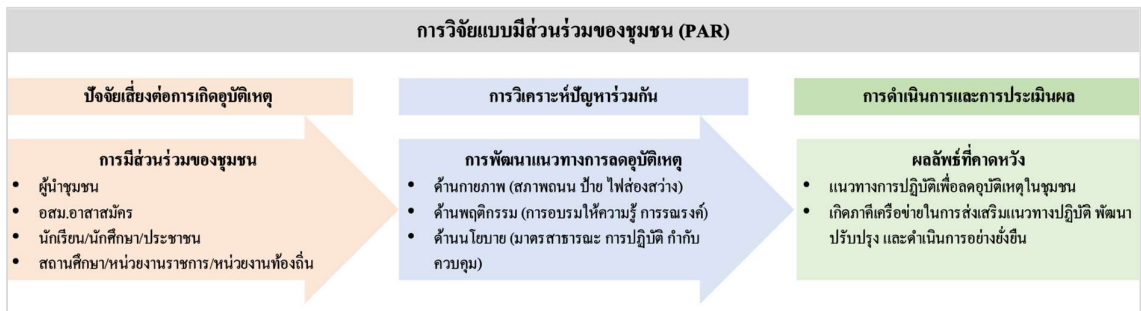 การวิจัยแบบมีส่วนร่วมของชุมชน (PAR)
ปัจจัยเสี่ยงต่อการเกิดอุบัติเหตุ
การมีส่วนร่วมของชุมชน
• ผู้นำชุมชน
• อสม.อาสาสมัคร
• นักเรียน/นักศึกษา/ประชาชน
• สถานศึกษา/หน่วยงานราชการ/หน่วยงานท้องถิ่น
การวิเคราะห์ปัญหาร่วมกัน
การพัฒนาแนวทางการลดอุบัติเหตุ
• ด้านกายภาพ (สภาพถนน ป้าย ไฟส่องสว่าง)
• ด้านพฤติกรรม (การอบรมให้ความรู้ การรณรงค์)
• ด้านนโยบาย (มาตรสาธารณะ การปฏิบัติ กำกับ
ควบคุม)
การดำเนินการและการประเมินผล
ผลลัพธ์ที่คาดหวัง
• แนวทางการปฏิบัติเพื่อลดอุบัติเหตุในชุมชน
• เกิดภาคีเครือข่ายในการส่งเสริมแนวทางปฏิบัติ พัฒนา
ปรับปรุง และดำเนินการอย่างยั่งยืน